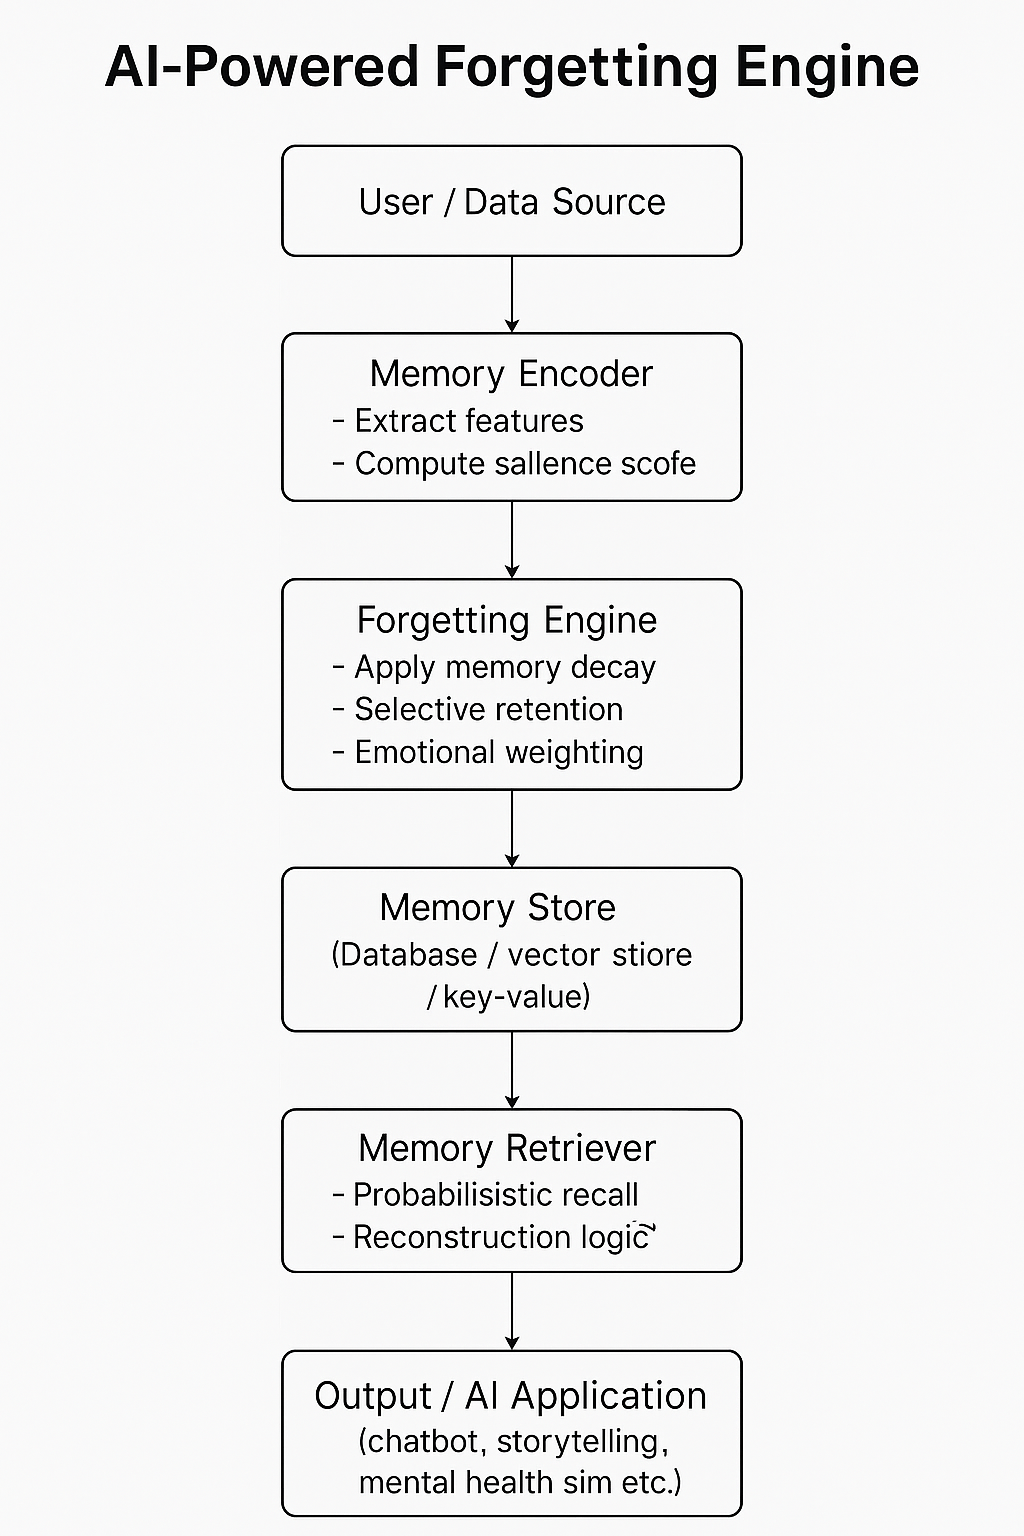 AI-Powered Forgetting Engine
User / Data Source
Memory Encoder
- Extract features
- Compute sallence scofe
Forgetting Engine
- Apply memory decay
- Selective retention
- Emotional weighting
Memory Store
(Database / vector stiore
/ key-value)
Memory Retriever
- Probabilisistic recall
- Reconstruction logic
Output / AI Application
(chatbot, storytelling,
mental health sim etc.)